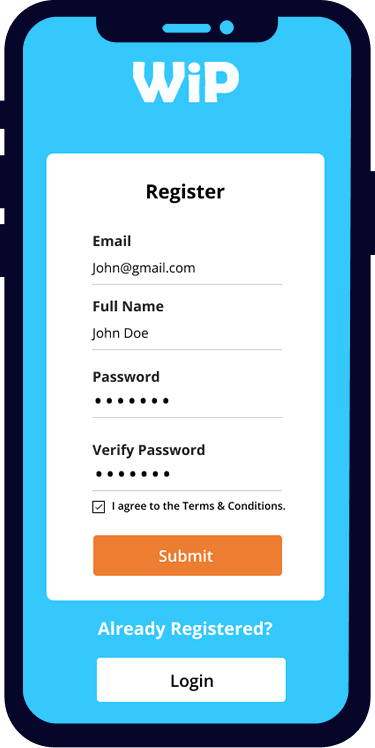 WiP
Register
Email
John@gmail.com
Full Name
John Doe
Password
•••••••
Verify Password
•••••••
I agree to the Terms & Conditions.
Submit
Already Registered?
Login